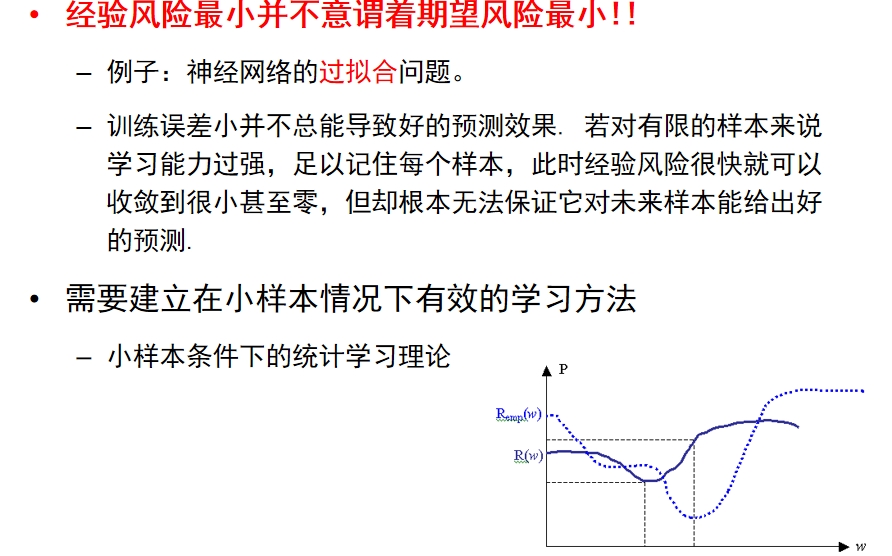 • 经验风险最小并不意谓着期望风险最小!!
– 例子：神经网络的过拟合问题。
– 训练误差小并不总能导致好的预测效果. 若对有限的样本来说
学习能力过强，足以记住每个样本，此时经验风险很快就可以
收敛到很小甚至零，但却根本无法保证它对未来样本能给出好
的预测.
• 需要建立在小样本情况下有效的学习方法
– 小样本条件下的统计学习理论
P
Remp(w)
R(w)
w